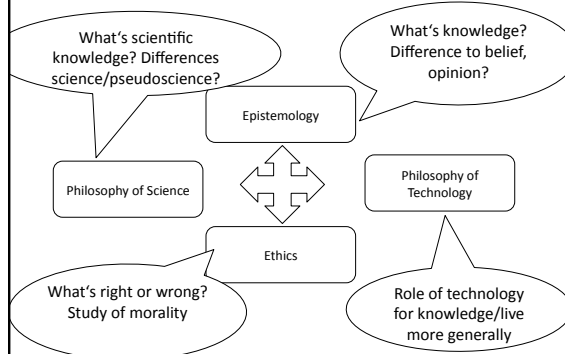 What's scientific
knowledge? Differences
science/pseudoscience?
What's knowledge?
Difference to belief,
opinion?
Epistemology
Philosophy of Science
Philosophy of
Technology
Ethics
What's right or wrong?
Study of morality
Role of technology
for knowledge/live
more generally